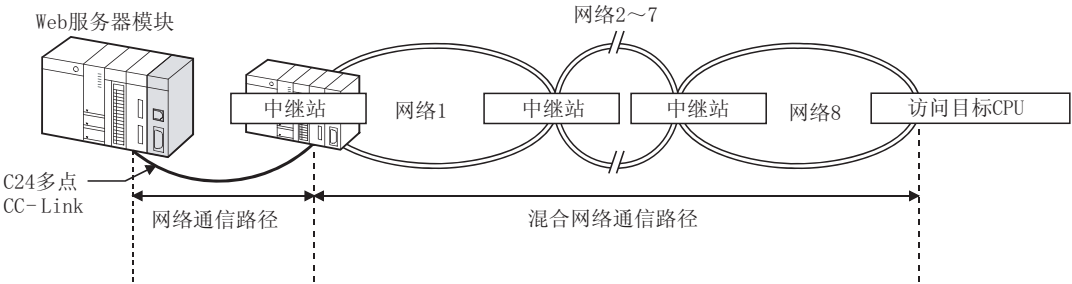 网络2～7
Web服务器模块
中继站
网络1
中继站
中继站
网络8
访问目标CPU
C24多点
CC-Link
网络通信路径
混合网络通信路径